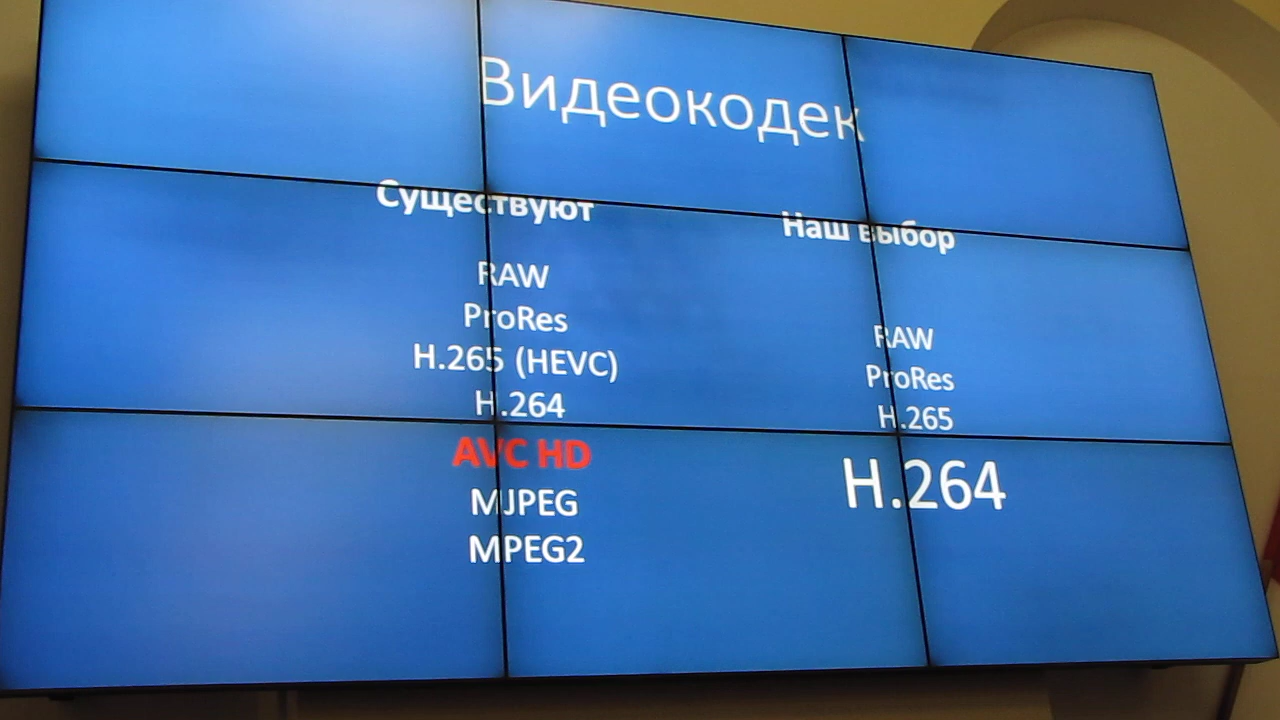 Видеокодек
Существуют
RAW
ProRes
H.265 (HEVC)
H.264
AVC HD
MJPEG
MPEG2
Наш выбор
RAW
ProRes
H.265
H.264